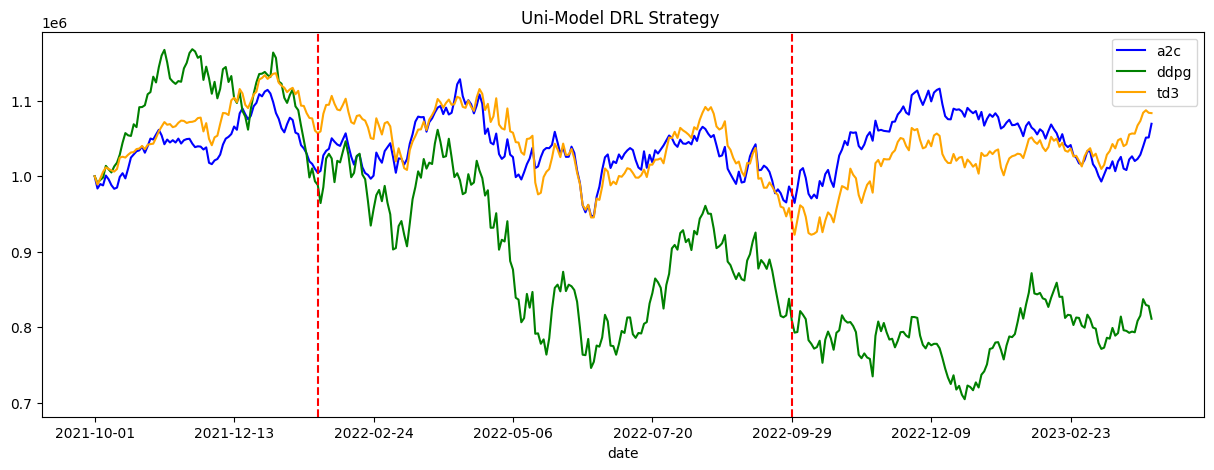 Uni-Model DRL Strategy
1e6
a2c
ddpg
td3
1.1
1.0
0.9
0.8
0.7
2021-10-01 2021-12-13 2022-02-24 2022-05-06 2022-07-20 2022-09-29 2022-12-09 2023-02-23
date